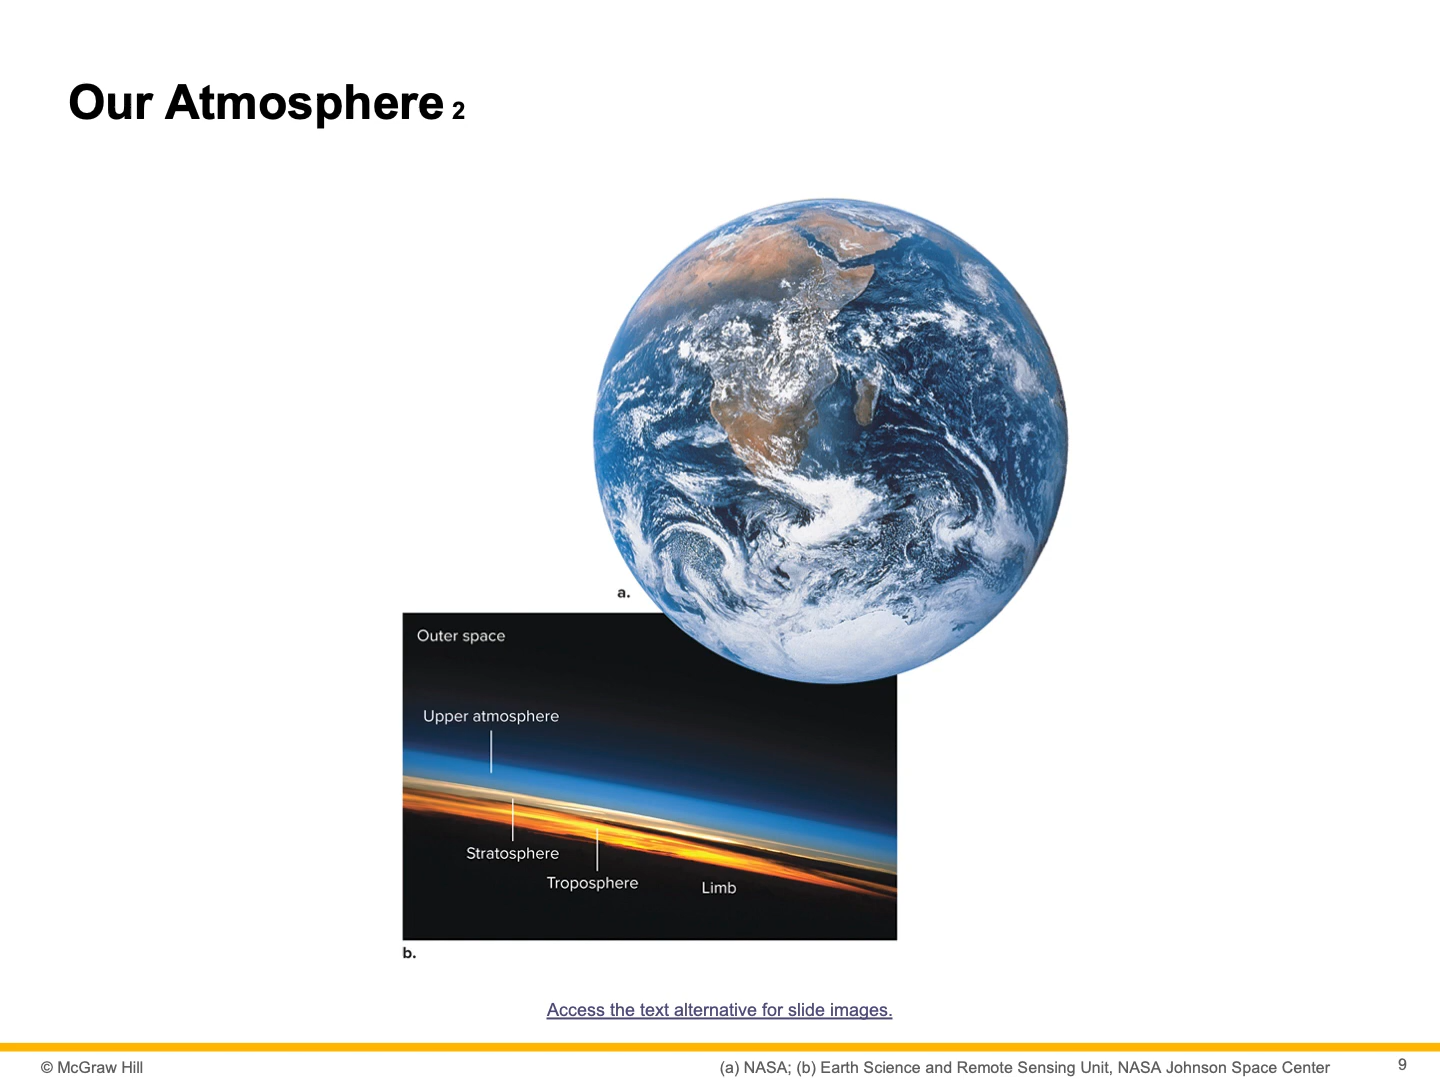 Our Atmosphere 2
a.
Outer space
Upper atmosphere
Stratosphere
Troposphere
Limb
b.
Access the text alternative for slide images.
© McGraw Hill
(a) NASA; (b) Earth Science and Remote Sensing Unit, NASA Johnson Space Center
9